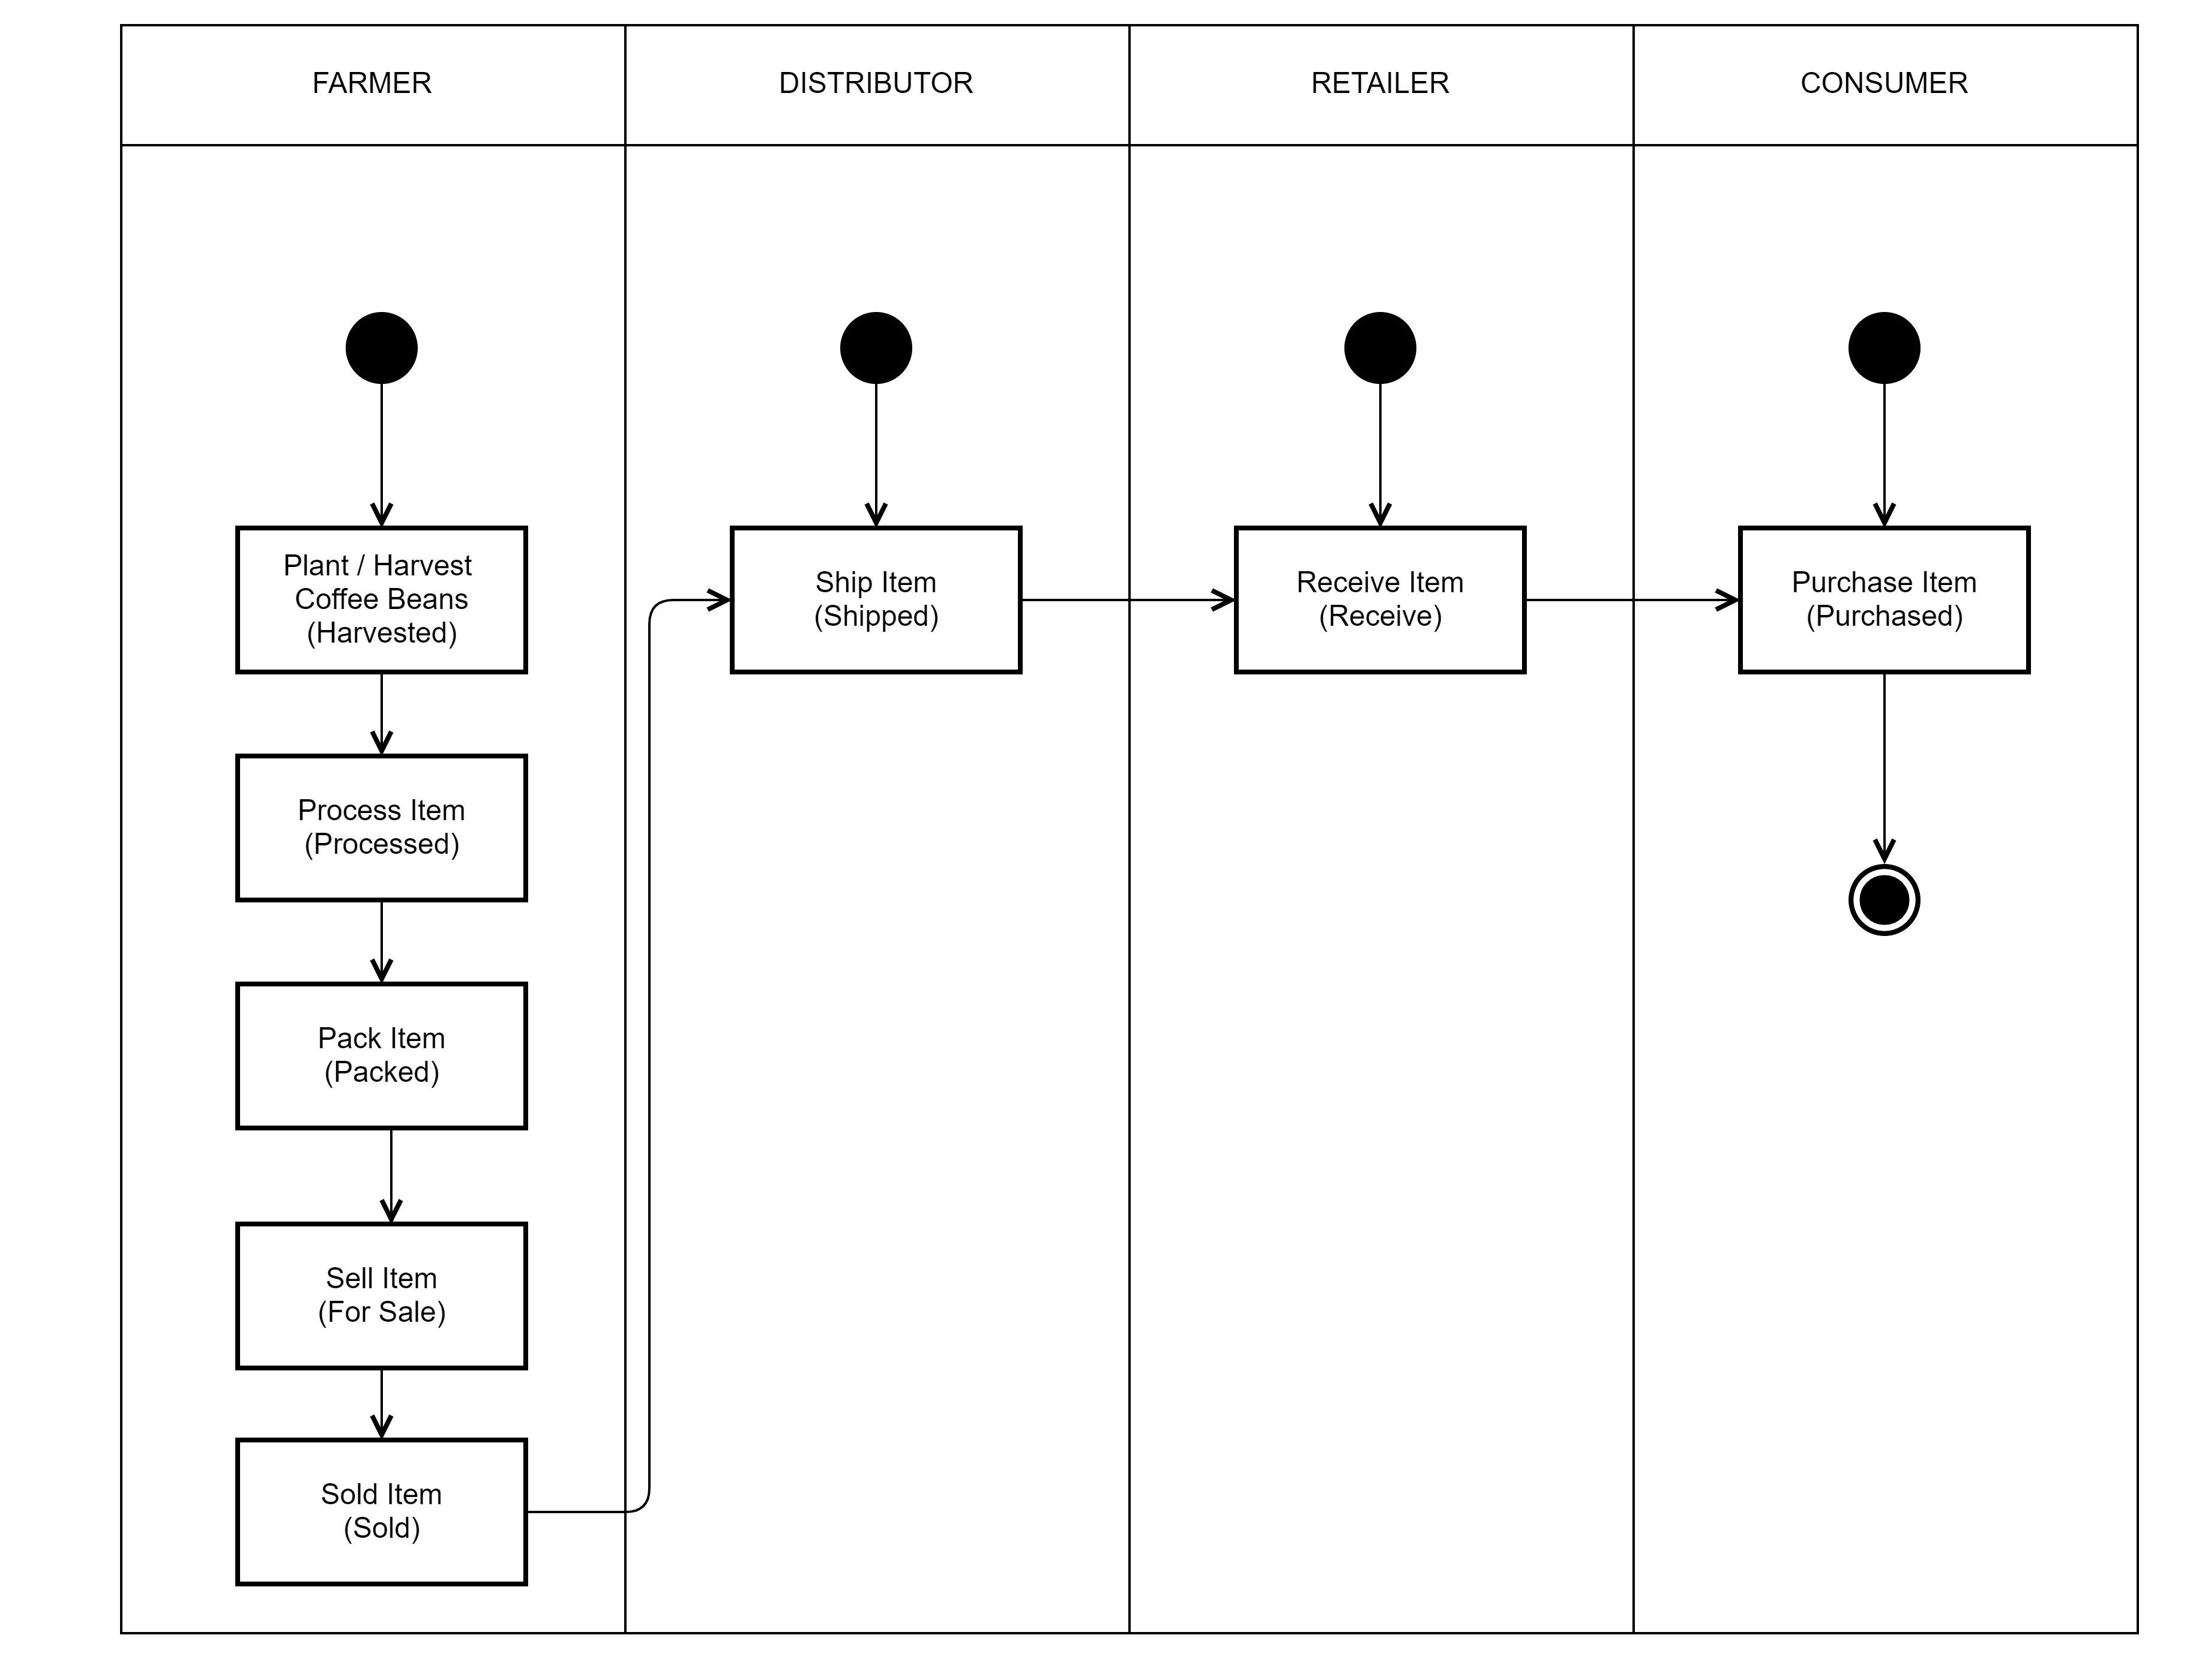 FARMER
DISTRIBUTOR
RETAILER
CONSUMER
Plant / Harvest
Coffee Beans
(Harvested)
Process Item
(Processed)
Pack Item
(Packed)
Sell Item
(For Sale)
Sold Item
(Sold)
Ship Item
(Shipped)
Receive Item
(Receive)
Purchase Item
(Purchased)